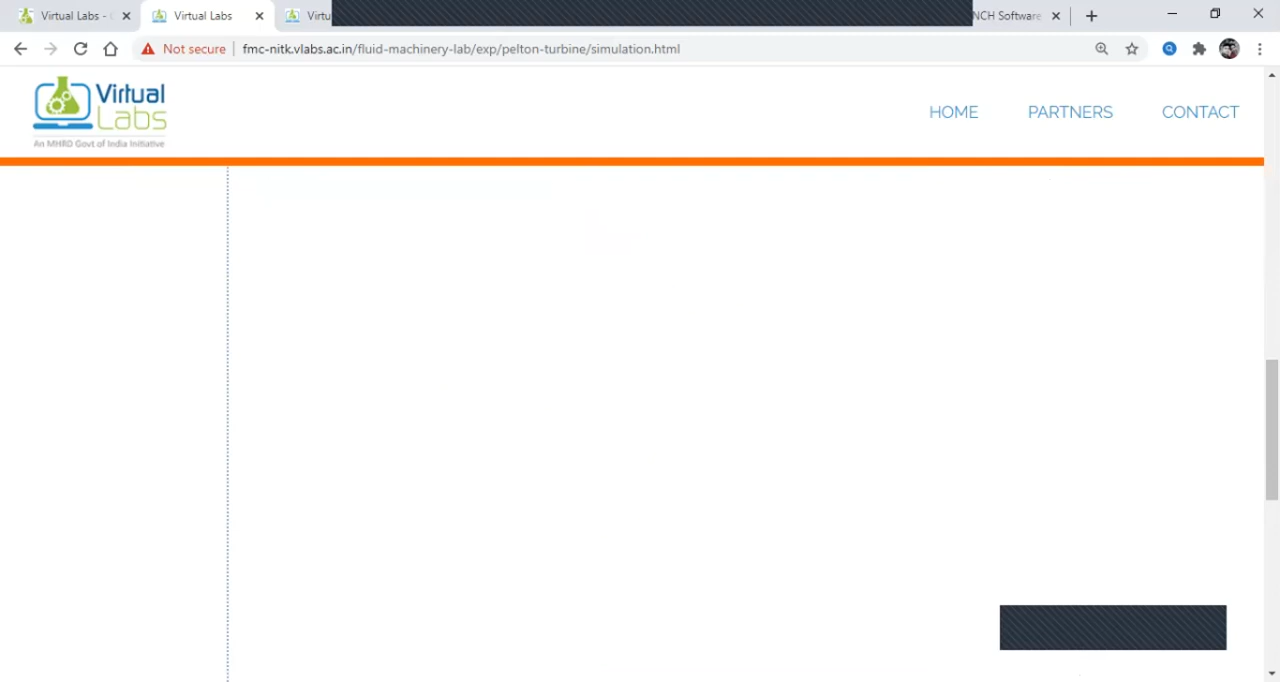 Virtual Labs -
Virtual Labs
Virtu
NCH Software
Not secure
fmc-nitk.vlabs.ac.in/fluid-machinery-lab/exp/pelton-turbine/simulation.html
Virtual
Labs
An MHRD Govt of India Initiative
HOME
PARTNERS
CONTACT